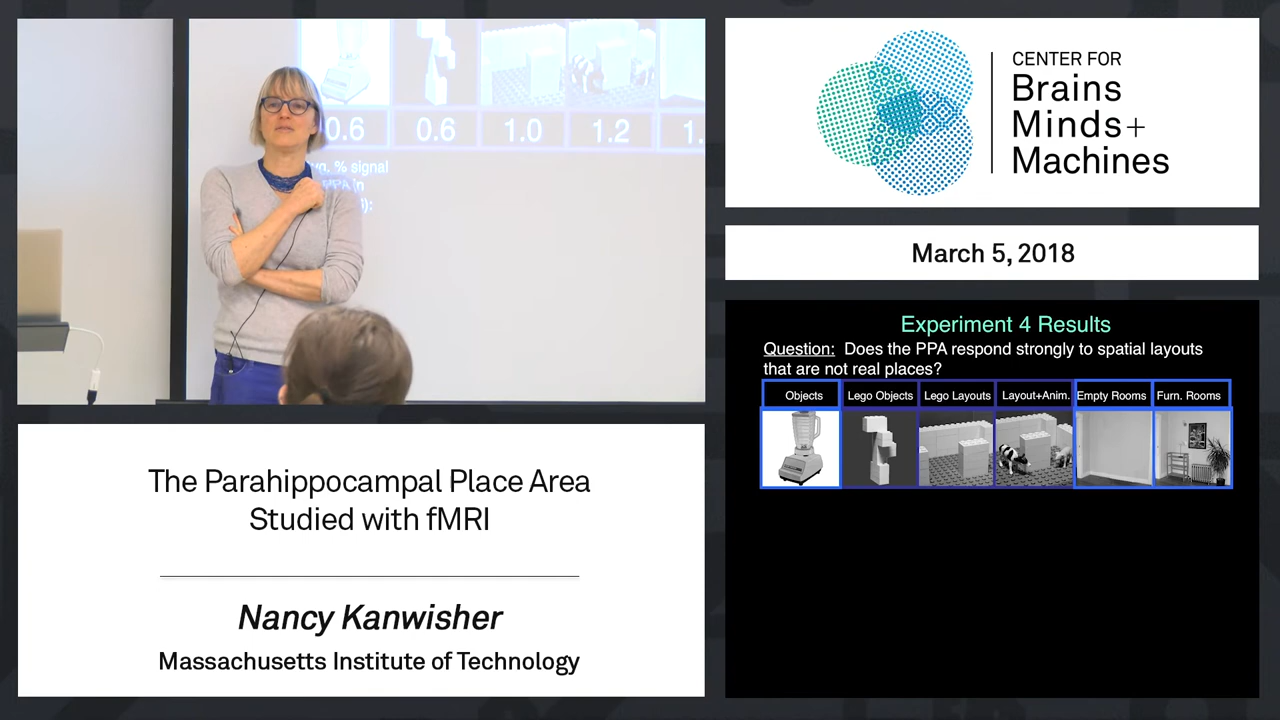 0.6
0.6
1.0
1.2
1.
% signal
CENTER FOR
Brains
Minds+
Machines
March 5, 2018
Experiment 4 Results
Question: Does the PPA respond strongly to spatial layouts
that are not real places?
Objects
Lego Objects
Lego Layouts
Layout+Anim.
Empty Rooms
Furn. Rooms
The Parahippocampal Place Area
Studied with fMRI
Nancy Kanwisher
Massachusetts Institute of Technology